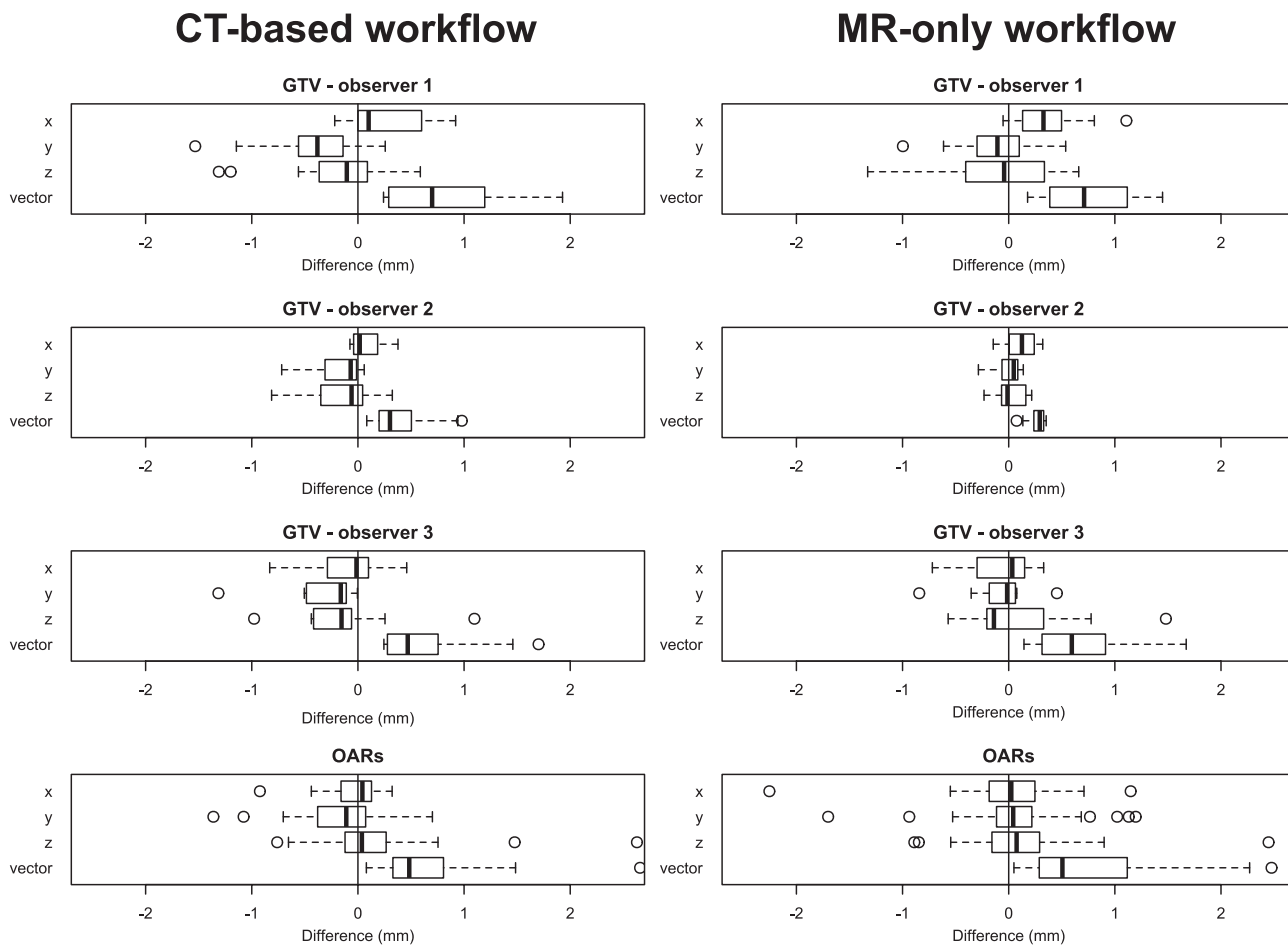 CT-based workflow
GTV - observer 1
x
y
z
vector
-2 -1 0 1 2
Difference (mm)
GTV - observer 2
x
y
z
vector
-2 -1 0 1 2
Difference (mm)
GTV - observer 3
x
y
z
vector
-2 -1 0 1 2
Difference (mm)
OARs
x
y
z
vector
-2 -1 0 1 2
Difference (mm)
MR-only workflow
GTV - observer 1
x
y
z
vector
-2 -1 0 1 2
Difference (mm)
GTV - observer 2
x
y
z
vector
-2 -1 0 1 2
Difference (mm)
GTV - observer 3
x
y
z
vector
-2 -1 0 1 2
Difference (mm)
OARs
x
y
z
vector
-2 -1 0 1 2
Difference (mm)